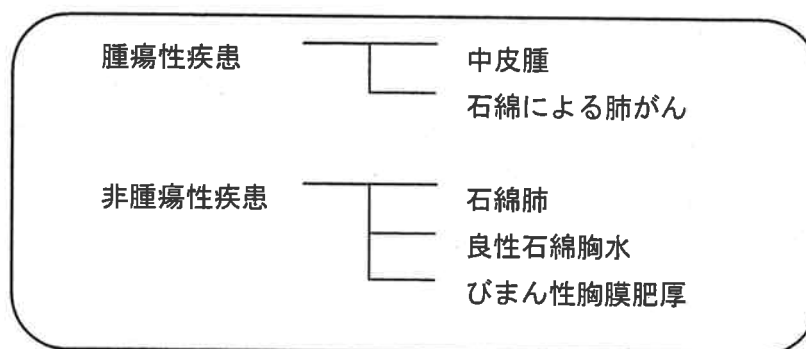 腫瘍性疾患 中皮腫
石綿による肺がん
非腫瘍性疾患 石綿肺
良性石綿胸水
びまん性胸膜肥厚